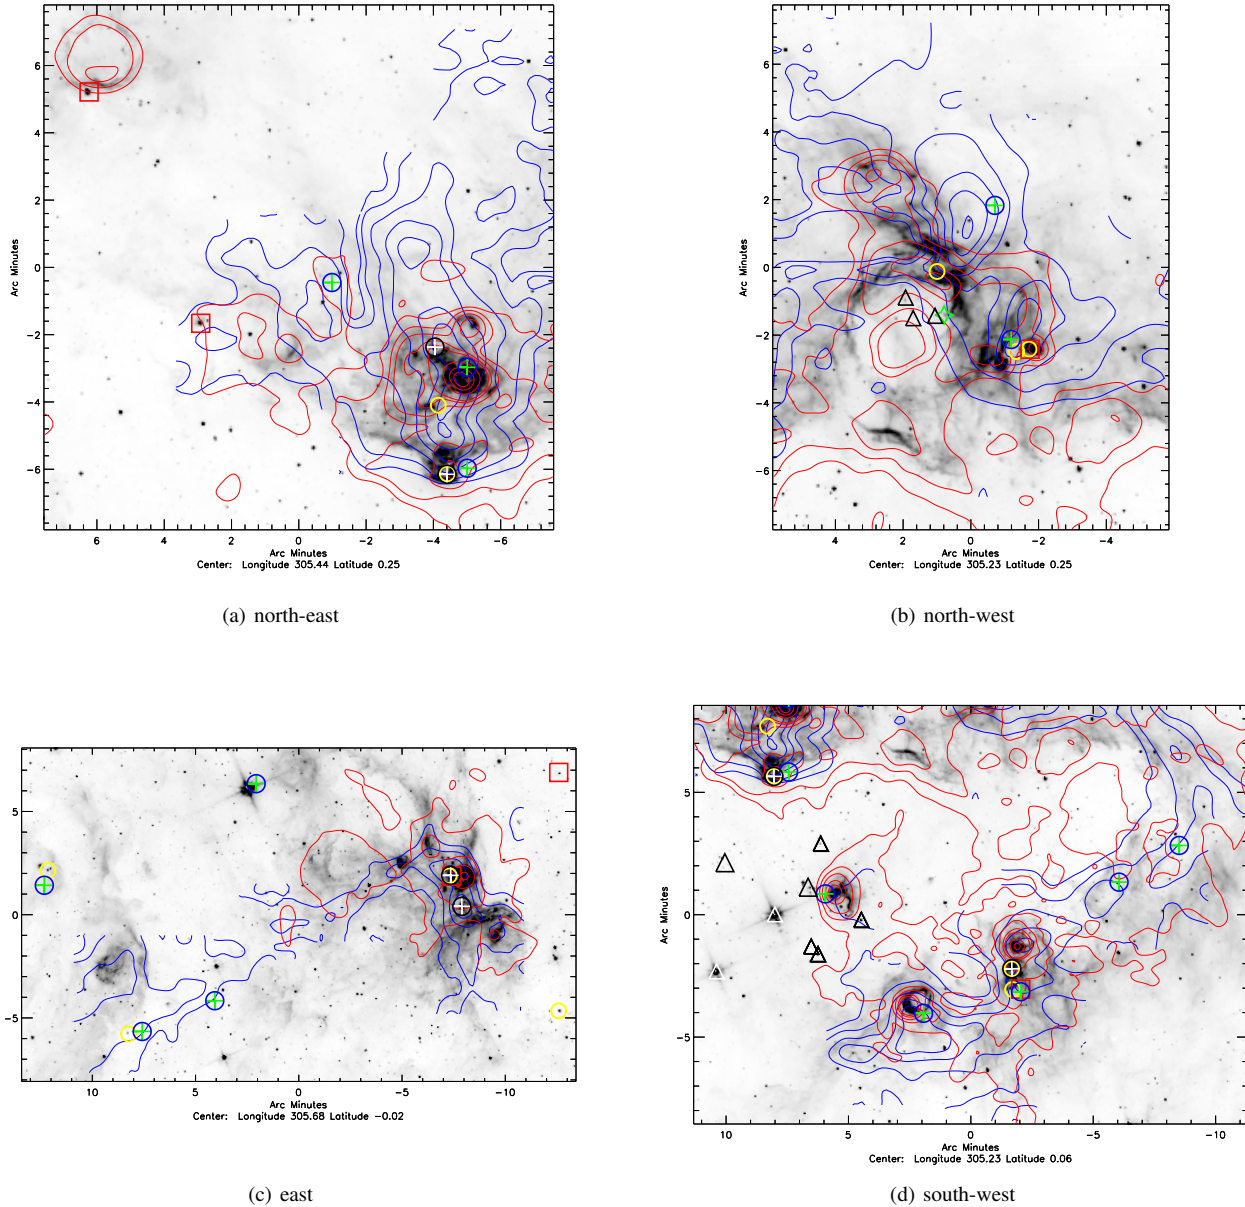 6
4
2
0
-2
-4
-6
Arc Minutes
6 4 2 0 -2 -4 -6
Arc Minutes
Center: Longitude 305.44 Latitude 0.25
(a) north-east
6
4
2
0
-2
-4
-6
Arc Minutes
4 2 0 -2 -4
Arc Minutes
Center: Longitude 305.23 Latitude 0.25
(b) north-west
5
0
-5
Arc Minutes
10 5 0 -5 -10
Arc Minutes
Center: Longitude 305.68 Latitude -0.02
(c) east
5
0
-5
Arc Minutes
10 5 0 -5 -10
Arc Minutes
Center: Longitude 305.23 Latitude 0.06
(d) south-west